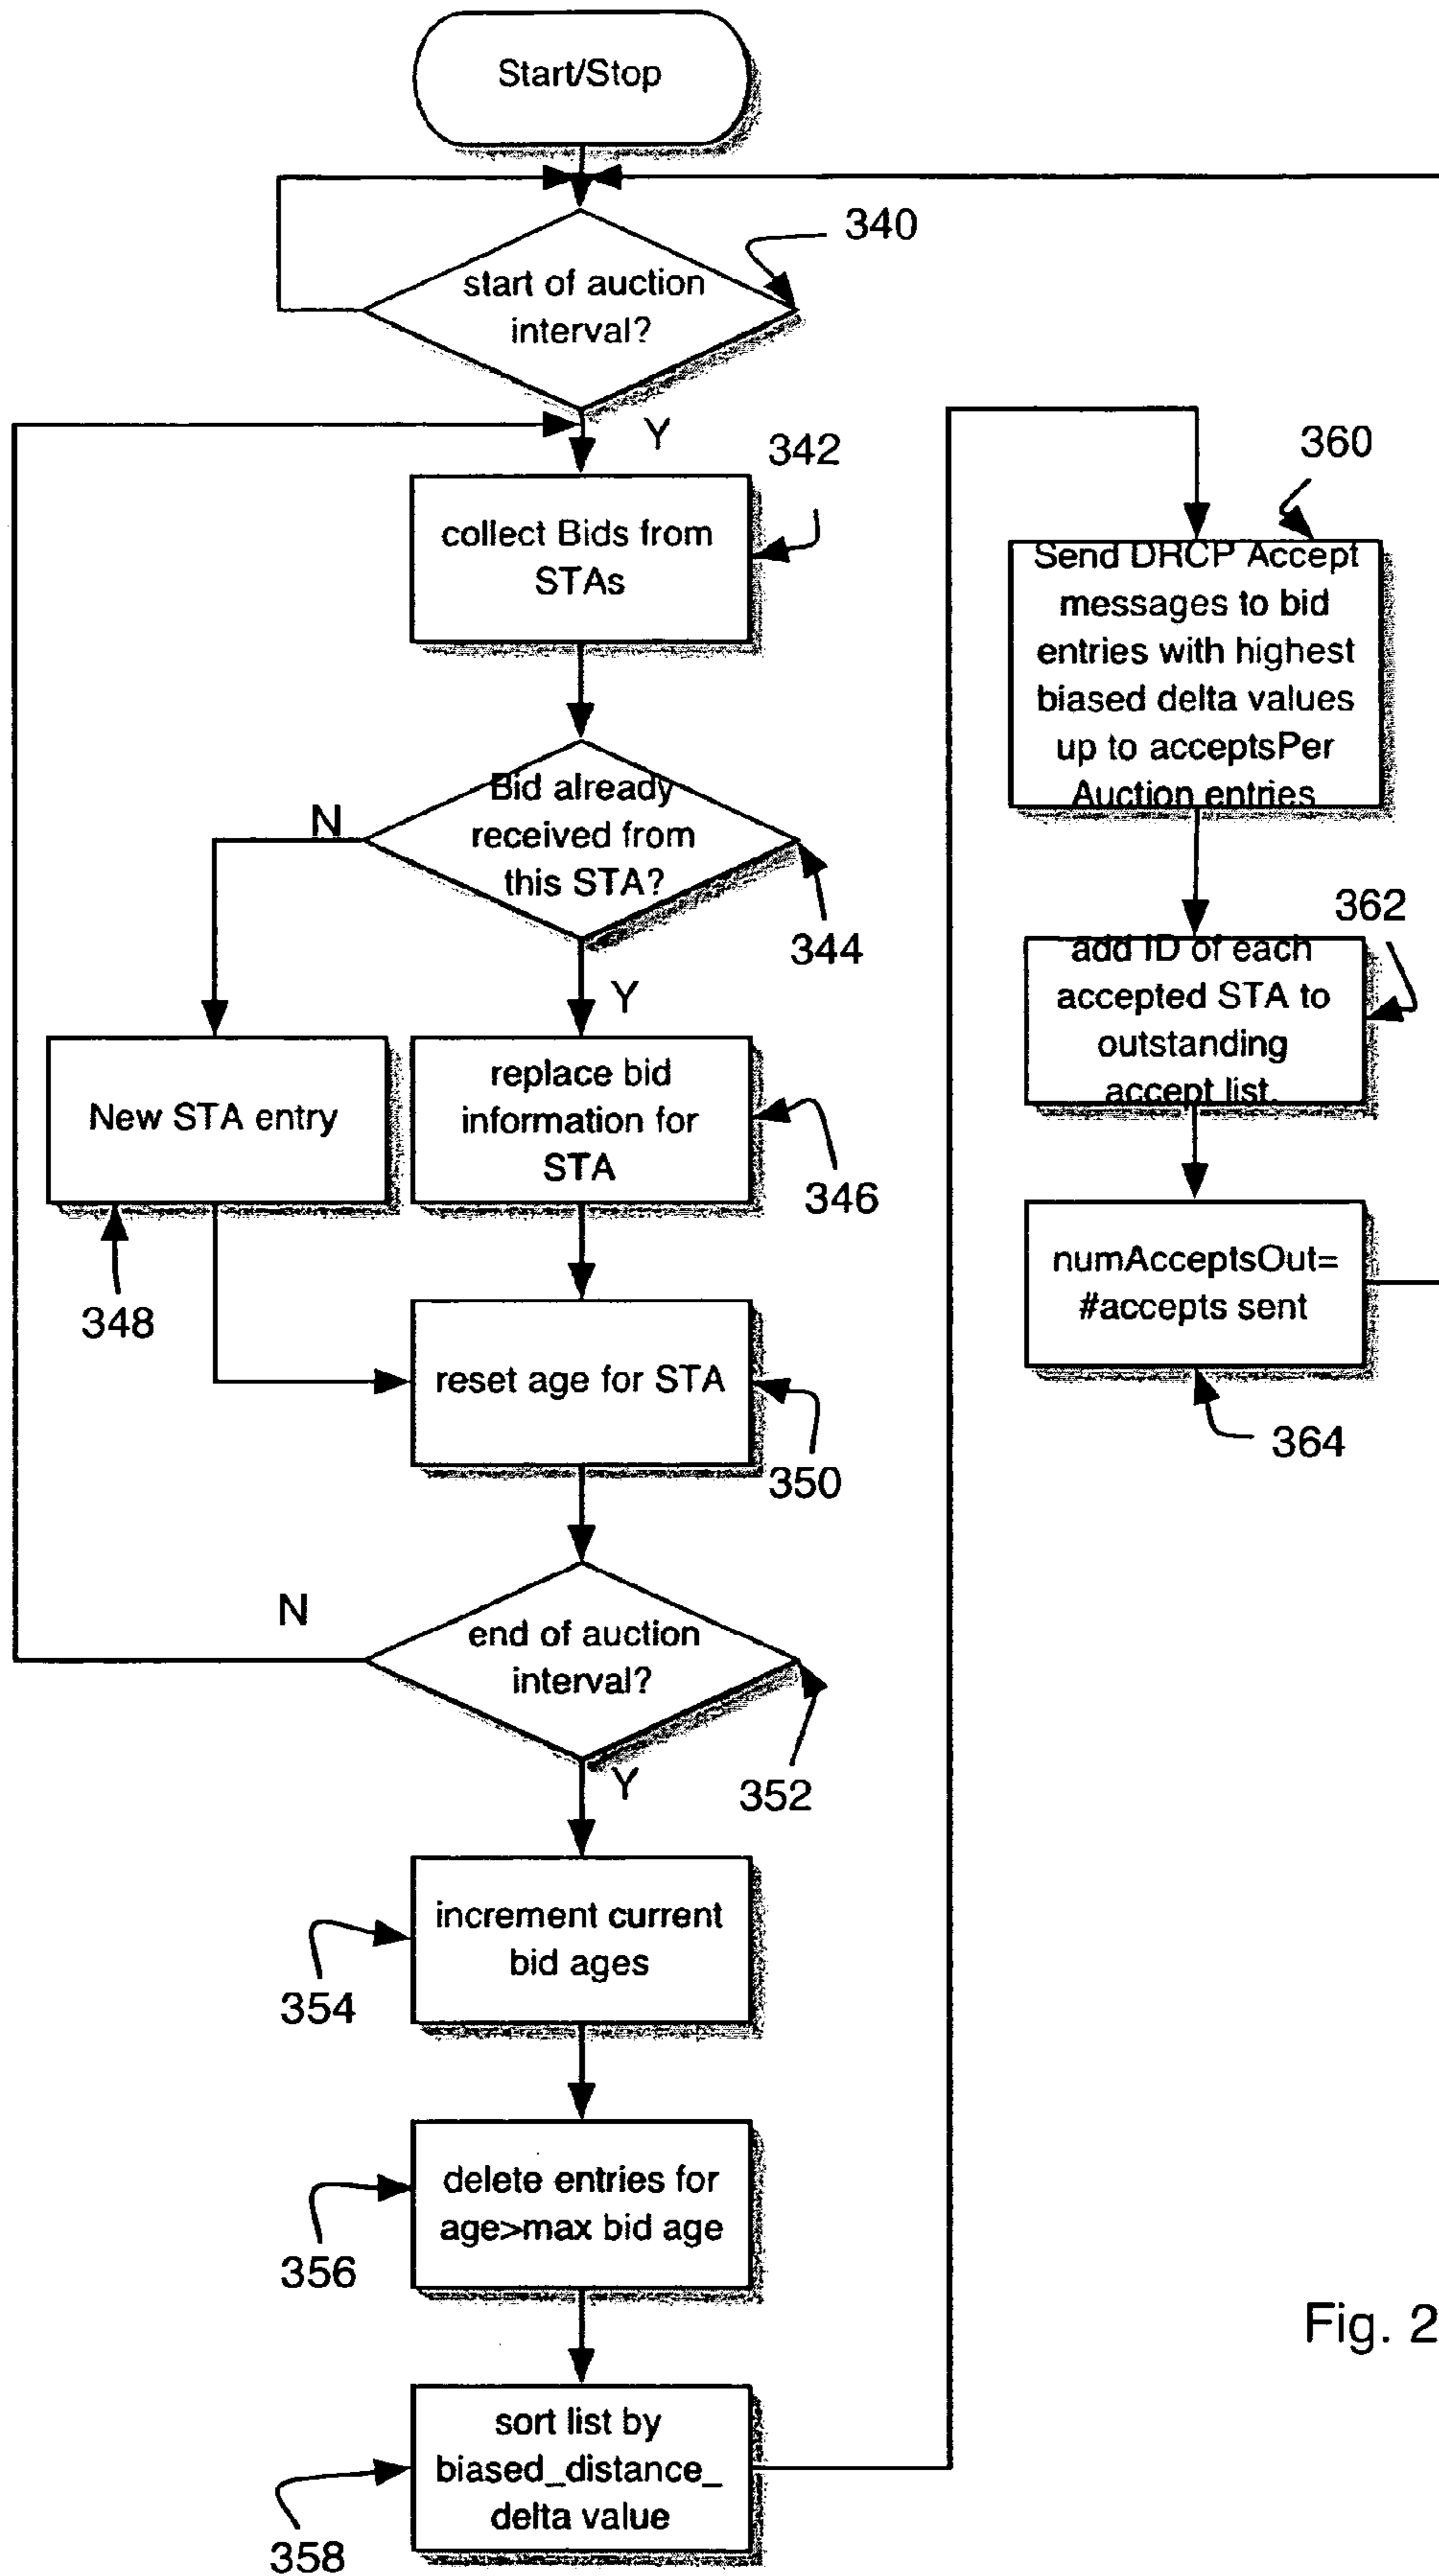 Start/Stop
340
start of auction
interval?
Y
342
collect Bids from
STAs
Bid already
received from
this STA?
N
344
Y
New STA entry
348
replace bid
information for
STA
346
reset age for STA
350
N
end of auction
interval?
352
Y
increment current
bid ages
354
delete entries for
age>max bid age
356
sort list by
biased_distance_
delta value
358
360
Send DRCP Accept
messages to bid
entries with highest
biased delta values
up to acceptsPer
Auction entries
362
add ID of each
accepted STA to
outstanding
accept list.
numAcceptsOut=
#accepts sent
364
Fig. 2